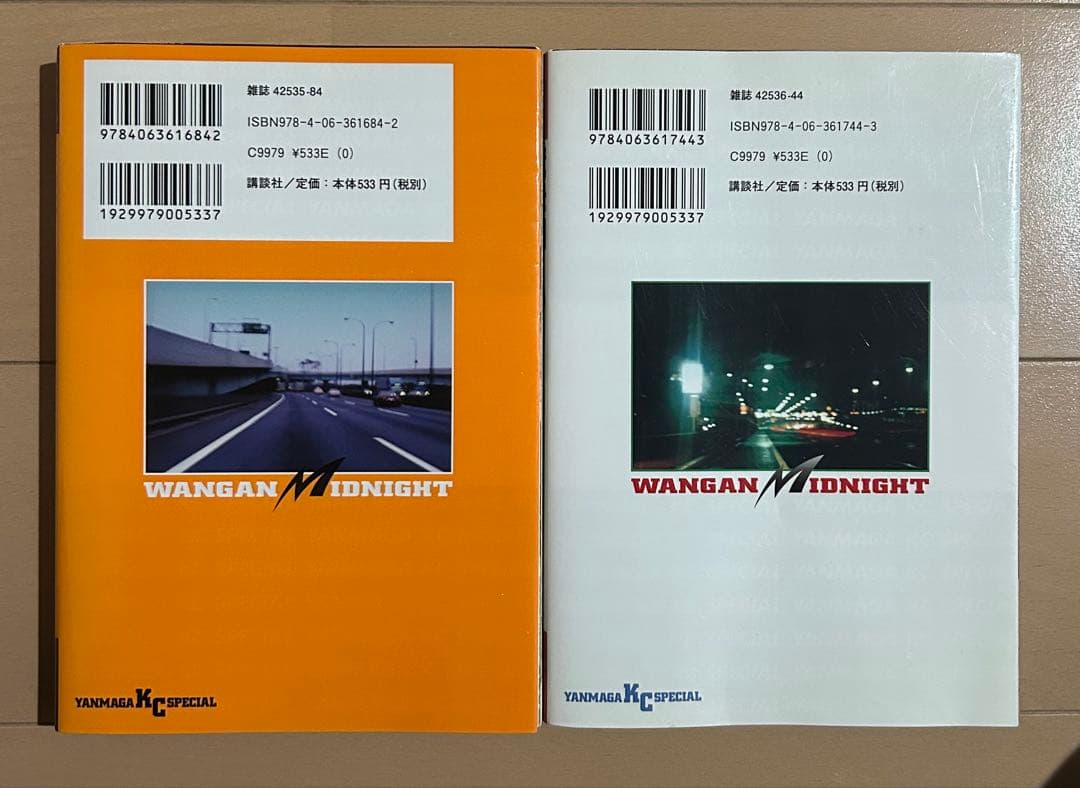 雑誌 42535-84
9784063616842
ISBN978-4-06-361684-2
C9979 ¥533E (0)
講談社／定価：本体533円（税別）
1929979005337
WANGAN MIDNIGHT
YANMAGA KC SPECIAL
雑誌 42536-44
9784063617443
ISBN978-4-06-361744-3
C9979 ¥533E (0)
講談社／定価：本体533円（税別）
1929979005337
WANGAN MIDNIGHT
YANMAGA KC SPECIAL